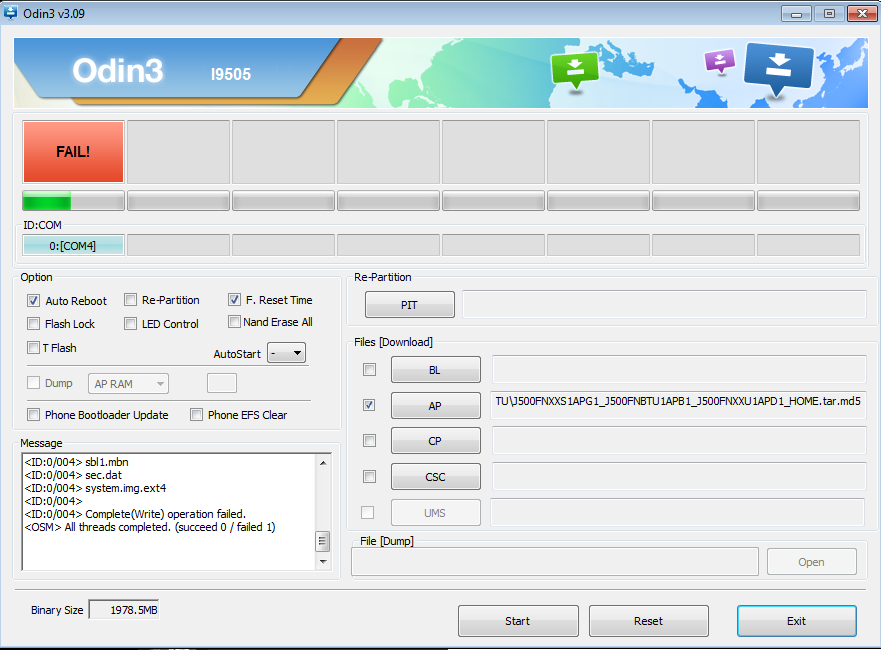 Odin3 v3.09
Odin3 I9505
FAIL!
ID:COM
0:[COM4]
Option
Auto Reboot Re-Partition F. Reset Time
Flash Lock LED Control Nand Erase All
T Flash AutoStart -
Dump AP RAM
Phone Bootloader Update Phone EFS Clear
Message
<ID:0/004> sbl1.mbn
<ID:0/004> sec.dat
<ID:0/004> system.img.ext4
<ID:0/004>
<ID:0/004> Complete(Write) operation failed.
<OSM> All threads completed. (succeed 0 / failed 1)
Re-Partition
PIT
Files [Download]
BL
AP TU\J500FNXXS1APG1_J500FNBTU1APB1_J500FNXXU1APD1_HOME.tar.md5
CP
CSC
UMS
File [Dump]
Open
Binary Size 1978.5MB
Start Reset Exit